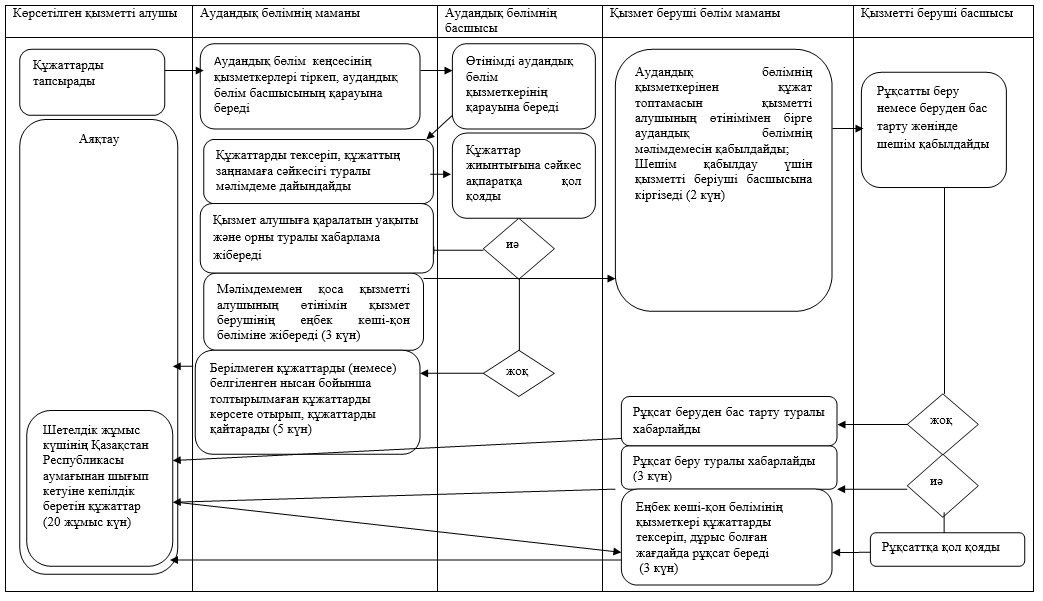 Көрсетілген қызметті алушы
Аудандық бөлімнің маманы
Аудандық бөлімнің
басшысы
Қызмет беруші бөлім маманы
Қызметті беруші басшысы
Құжаттарды
тапсырады
Аудандық бөлім кеңсесінің
қызметкерлері тіркеп, аудандық
бөлім басшысының қарауына
береді
Өтінімді аудандық
бөлім
қызметкерінің
қарауына береді
Аудандық бөлімнің
қызметкерінен құжат
топтамасын қызметті
алушының өтінімімен бірге
аудандық бөлімнің
мәлімдемесін қабылдайды;
Шешім қабылдау үшін
қызметті беріуші басшысына
кіргізеді (2 күн)
Рұқсатты беру
немесе беруден бас
тарту жөнінде
шешім қабылдайды
Аяқтау
Құжаттарды тексеріп, құжаттың
заңнамаға сәйкесігі туралы
мәлімдеме дайындайды
Құжаттар
жиынтығына сәйкес
ақпаратқа қол
қояды
Қызмет алушыға қаралатын уақыты
және орны туралы хабарлама
жібереді
иә
Мәлімдемемен қоса қызметті
алушының өтінімін қызмет
берушінің еңбек көші-қон
бөліміне жібереді (3 күн)
Берілмеген құжаттарды (немесе)
белгіленген нысан бойынша
толтырылмаған құжаттарды
көрсете отырып, құжаттарды
қайтарады (5 күн)
жоқ
Шетелдік жұмыс
күшінің Қазақстан
Республикасы
аумағынан шығып
кетуіне кепілдік
беретін құжаттар
(20 жұмыс күн)
Рұқсат беруден бас тарту туралы
хабарлайды
жоқ
Рұқсат беру туралы хабарлайды
(3 күн)
иә
Еңбек көші-қон бөлімінің
қызметкері құжаттарды
тексеріп, дұрыс болған
жағдайда рұқсат береді
(3 күн)
Рұқсаттқа қол қояды